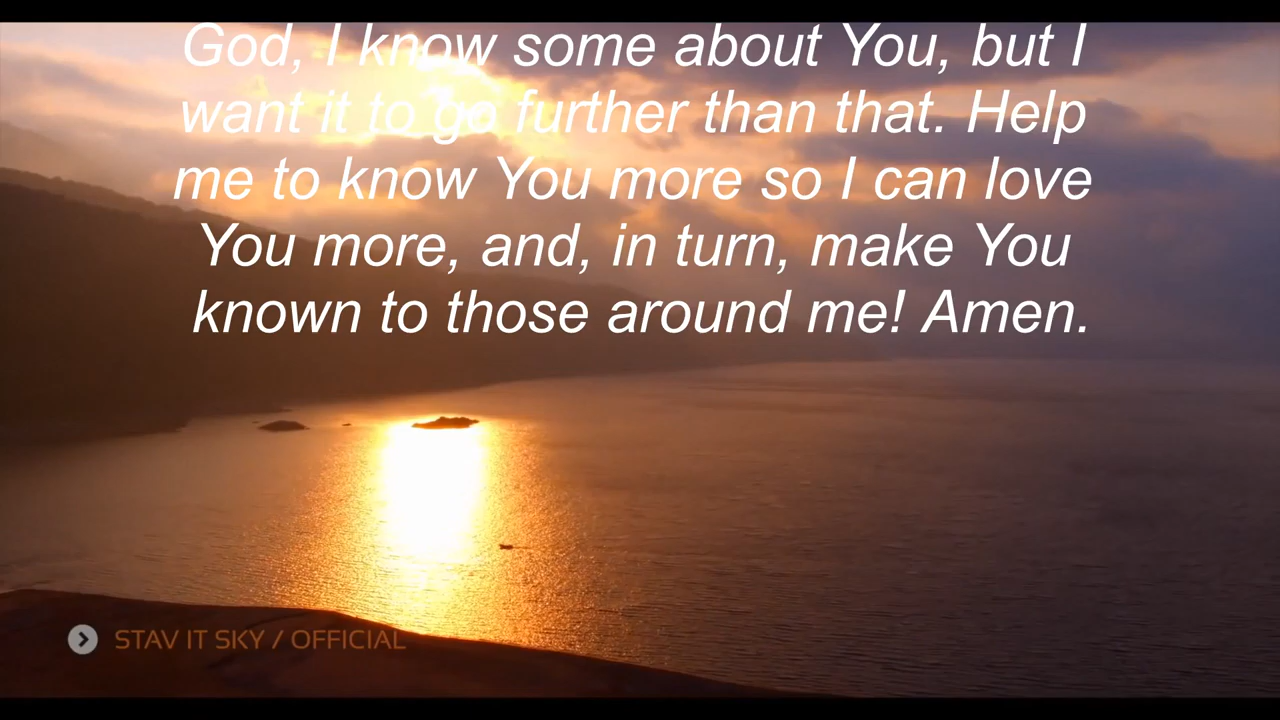 God, I know some about You, but I
want it to go further than that. Help
me to know You more so I can love
You more, and, in turn, make You
known to those around me! Amen.
STAV IT SKY / OFFICIAL